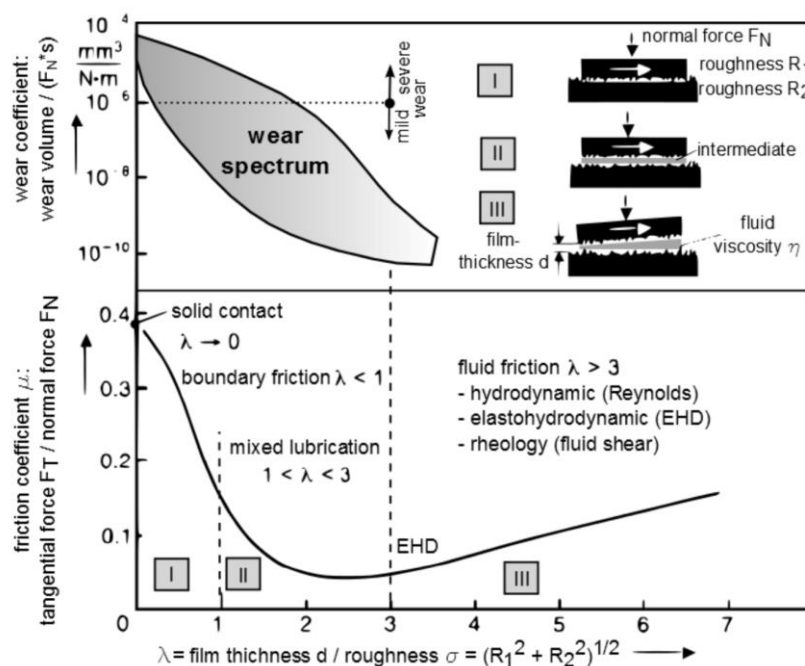 wear coefficient:
wear volume / (F_N*s)
10 4
mm³
N·m
10 6
10 -8
10 -10
wear
spectrum
mild severe
wear
I
II
III
normal force F_N
roughness R
roughness R2
intermediate
film-
thickness d
fluid
viscosity η
friction coefficient μ:
tangential force FT / normal force F_N
0.4
0.3
0.2
0.1
0
solid contact
λ → 0
boundary friction λ < 1
mixed lubrication
1 < λ < 3
fluid friction λ > 3
- hydrodynamic (Reynolds)
- elastohydrodynamic (EHD)
- rheology (fluid shear)
EHD
I
II
III
0 1 2 3 4 5 6 7
λ= film thickness d / roughness σ = (R₁² + R₂²)^1/2